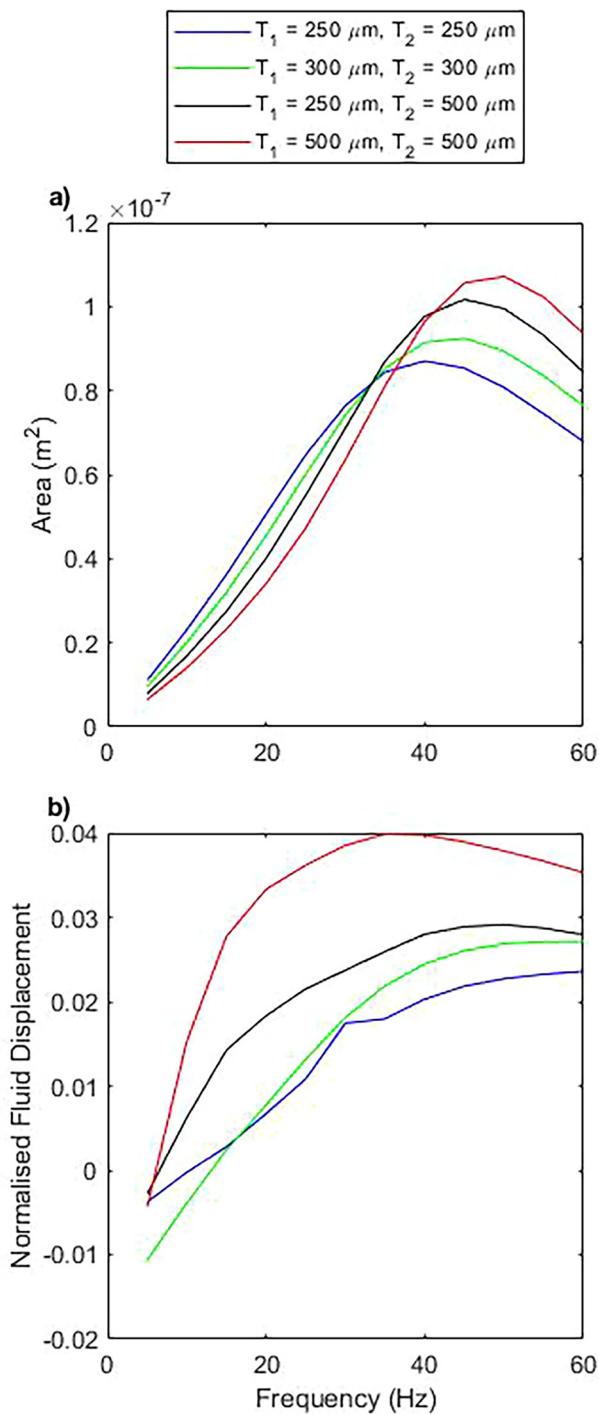 T₁ = 250 μm, T₂ = 250 μm
T₁ = 300 μm, T₂ = 300 μm
T₁ = 250 μm, T₂ = 500 μm
T₁ = 500 μm, T₂ = 500 μm
a)
×10⁻⁷
1.2
1
0.8
0.6
0.4
0.2
0
Area (m²)
0 20 40 60
b)
0.04
0.03
0.02
0.01
0
-0.01
-0.02
Normalised Fluid Displacement
0 20 40 60
Frequency (Hz)